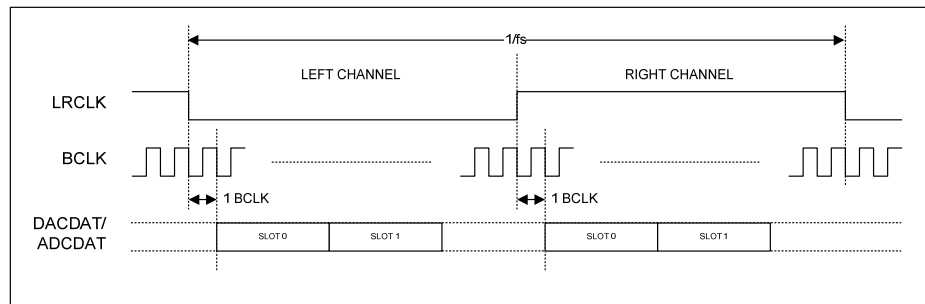 1/fs
LEFT CHANNEL
RIGHT CHANNEL
LRCLK
BCLK
1 BCLK
1 BCLK
DACDAT/
ADCDAT
SLOT 0
SLOT 1
SLOT 0
SLOT 1